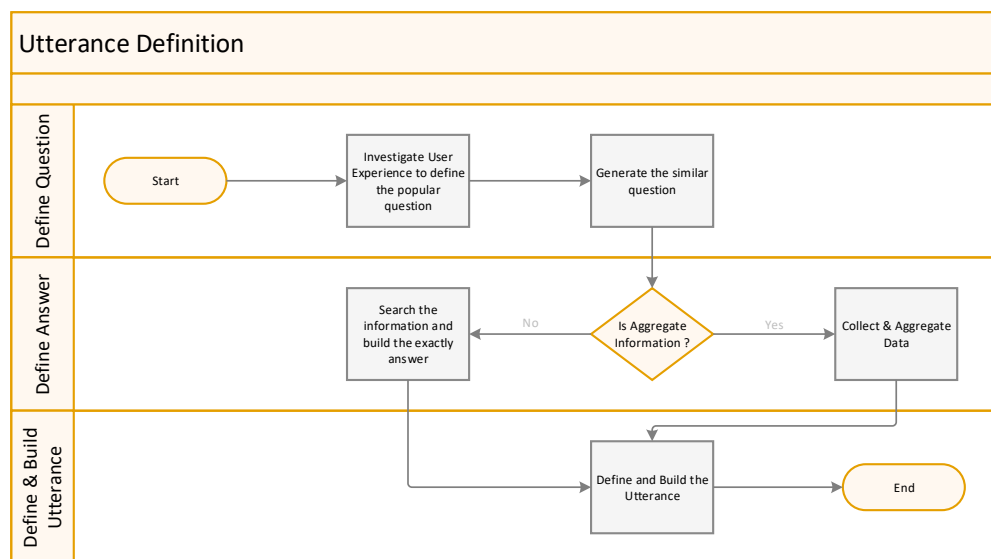 Utterance Definition
Define Question
Start
Investigate User
Experience to define
the popular
question
Generate the similar
question
Define Answer
Search the
information and
build the exactly
answer
No
Is Aggregate
Information ?
Yes
Collect & Aggregate
Data
Define & Build
Utterance
Define and Build the
Utterance
End